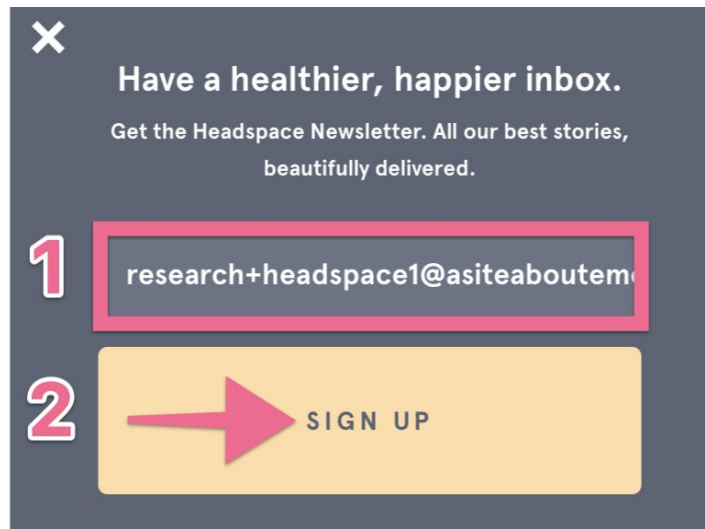 Have a healthier, happier inbox.
Get the Headspace Newsletter. All our best stories,
beautifully delivered.
1
research+headspace1@asiteaboutem
2
SIGN UP